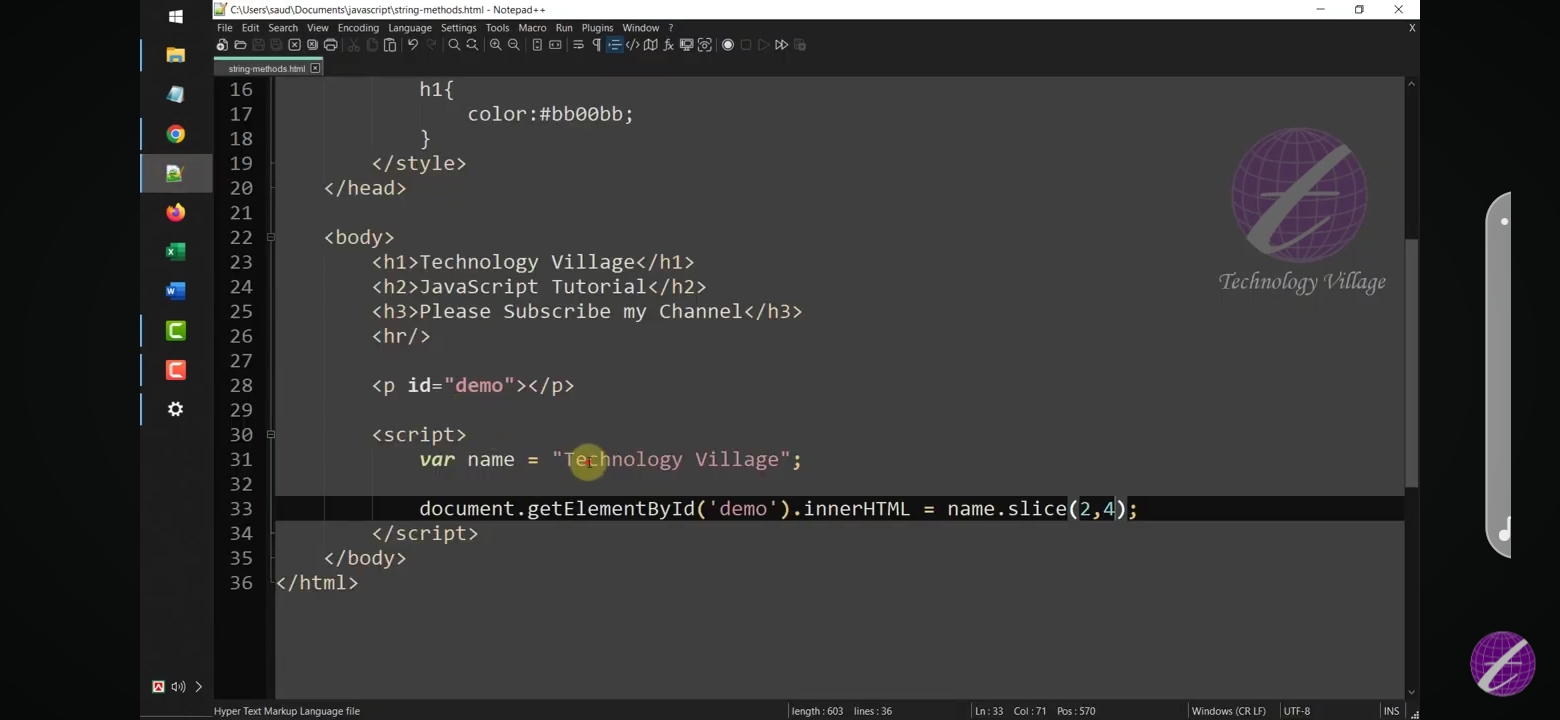 C:\Users\saud\Documents\javascript\string-methods.html - Notepad++
File Edit Search View Encoding Language Settings Tools Macro Run Plugins Window ? X
string-methods.html
16 h1{
17 color:#bb00bb;
18 }
19 </style>
20 </head>
21
22 <body>
23 <h1>Technology Village</h1>
24 <h2>JavaScript Tutorial</h2>
25 <h3>Please Subscribe my Channel</h3>
26 <hr/>
27
28 <p id="demo"></p>
29
30 <script>
31 var name = "Technology Village";
32
33 document.getElementById('demo').innerHTML = name.slice(2,4);
34 </script>
35 </body>
36 </html>
Technology Village
Hyper Text Markup Language file length : 603 lines : 36 Ln : 33 Col : 71 Pos : 570 Windows (CR LF) UTF-8 INS